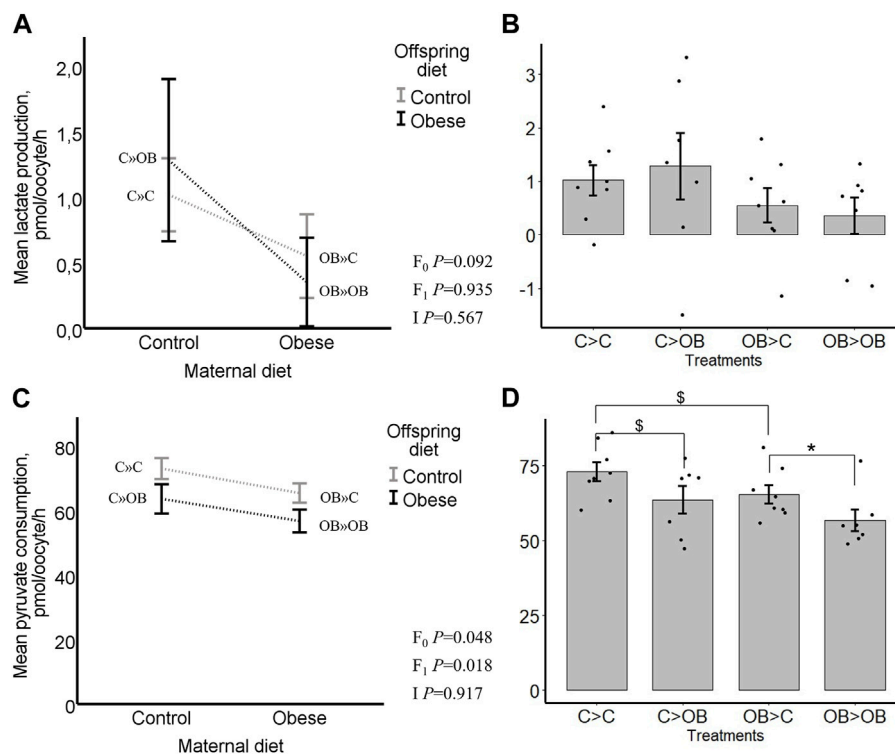 A
Mean lactate production,
pmol/oocyte/h
2,0
1,5
1,0
0,5
0,0
C»OB
C»C
OB»C
OB»OB
Control
Obese
Maternal diet
Offspring
diet
Control
Obese
F0 P=0.092
F1 P=0.935
I P=0.567
B
3
2
1
0
-1
C>C
C>OB
OB>C
OB>OB
Treatments
C
Mean pyruvate consumption,
pmol/oocyte/h
80
60
40
20
0
C»C
C»OB
OB»C
OB»OB
Control
Obese
Maternal diet
Offspring
diet
Control
Obese
F0 P=0.048
F1 P=0.018
I P=0.917
D
$
$
*
75
50
25
0
C>C
C>OB
OB>C
OB>OB
Treatments